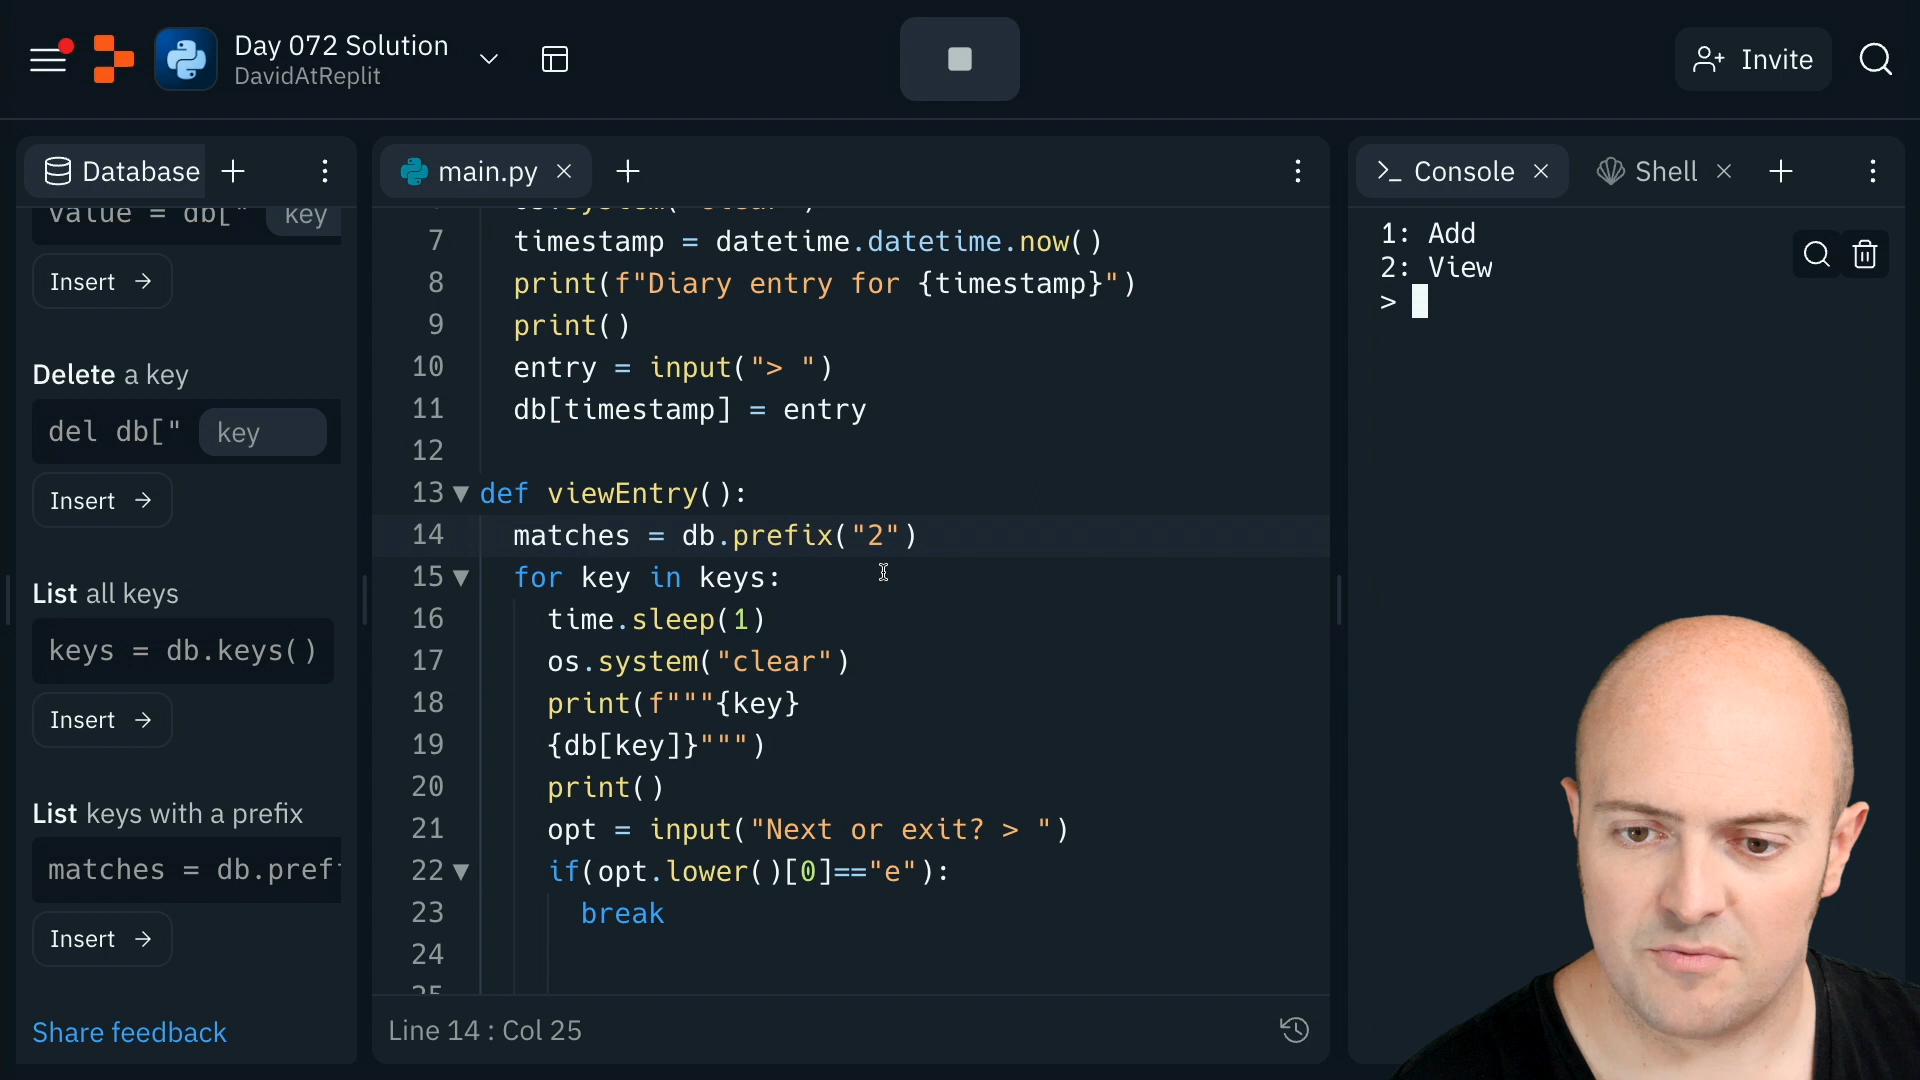 Day 072 Solution
DavidAtReplit
Invite
Database
value = db[" key
Insert →
Delete a key
del db[" key
Insert →
List all keys
keys = db.keys()
Insert →
List keys with a prefix
matches = db.pref
Insert →
Share feedback
main.py
7 timestamp = datetime.datetime.now()
8 print(f"Diary entry for {timestamp}")
9 print()
10 entry = input("> ")
11 db[timestamp] = entry
12
13 def viewEntry():
14 matches = db.prefix("2")
15 for key in keys:
16 time.sleep(1)
17 os.system("clear")
18 print(f"""{key}
19 {db[key]}""")
20 print()
21 opt = input("Next or exit? > ")
22 if(opt.lower()[0]=="e"):
23 break
24
Line 14 : Col 25
Console
Shell
1: Add
2: View
>